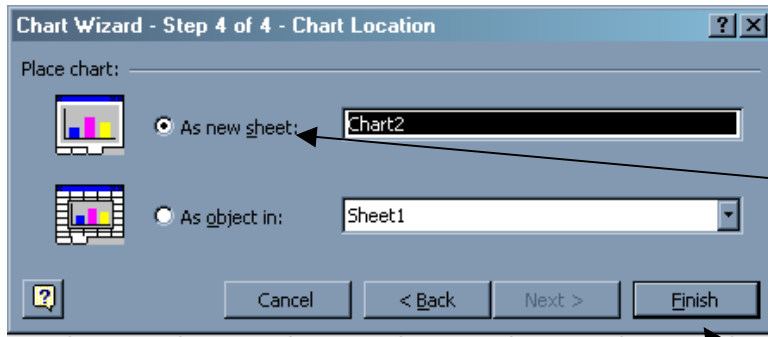 Chart Wizard - Step 4 of 4 - Chart Location
Place chart:
As new sheet: Chart2
As object in: Sheet1
Cancel < Back Next > Finish